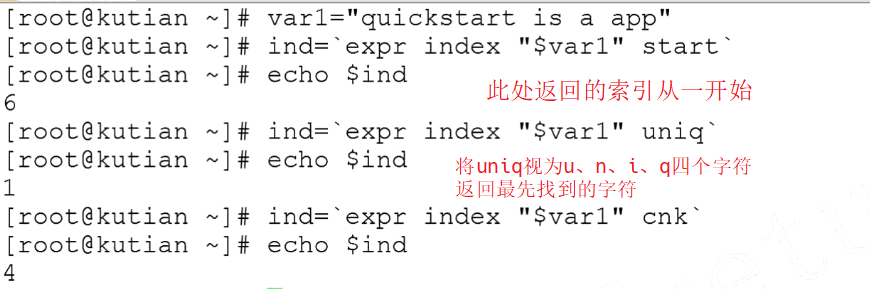 [root@kutian ~]# var1="quickstart is a app"
[root@kutian ~]# ind=`expr index "$var1" start`
[root@kutian ~]# echo $ind
此处返回的索引从一开始
6
[root@kutian ~]# ind=`expr index "$var1" uniq`
[root@kutian ~]# echo $ind
将uniq视为u、n、i、q四个字符
1
返回最先找到的字符
[root@kutian ~]# ind=`expr index "$var1" cnk`
[root@kutian ~]# echo $ind
4